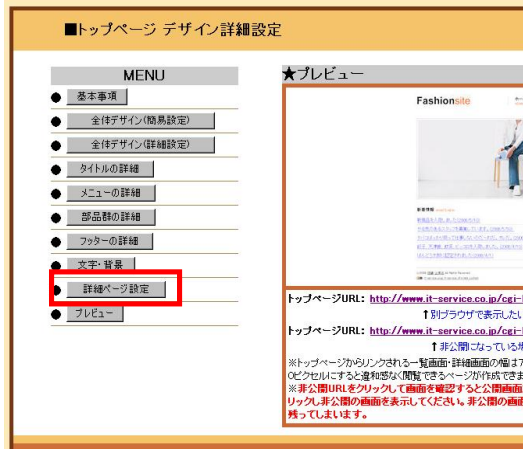 ■トップページ デザイン詳細設定
MENU
● 基本事項
● 全体デザイン(簡易設定)
● 全体デザイン(詳細設定)
● タイトルの詳細
● メニューの詳細
● 部品群の詳細
● フッターの詳細
● 文字・背景
● 詳細ページ設定
● プレビュー
★プレビュー
Fashionsite
新着情報
トップページURL: http://www.it-service.co.jp/cgi-
⬆別ブラウザで表示したい
トップページURL: http://www.it-service.co.jp/cgi-
⬆非公開になっている
※トップページからリンクされる一覧画面・詳細画面の幅は7
0ピクセルにすると違和感なく閲覧できるページが作成できま
※非公開URLをクリックして画面を確認すると公開画面
リックし非公開の画面を表示してください。非公開の画面
残ってしまいます。